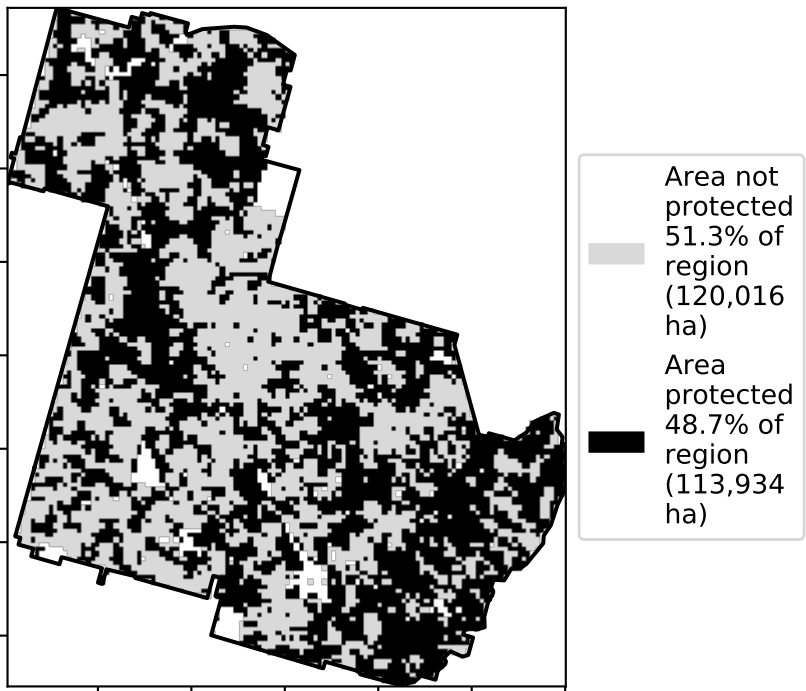 Area not
protected
51.3% of
region
(120,016
ha)
Area
protected
48.7% of
region
(113,934
ha)